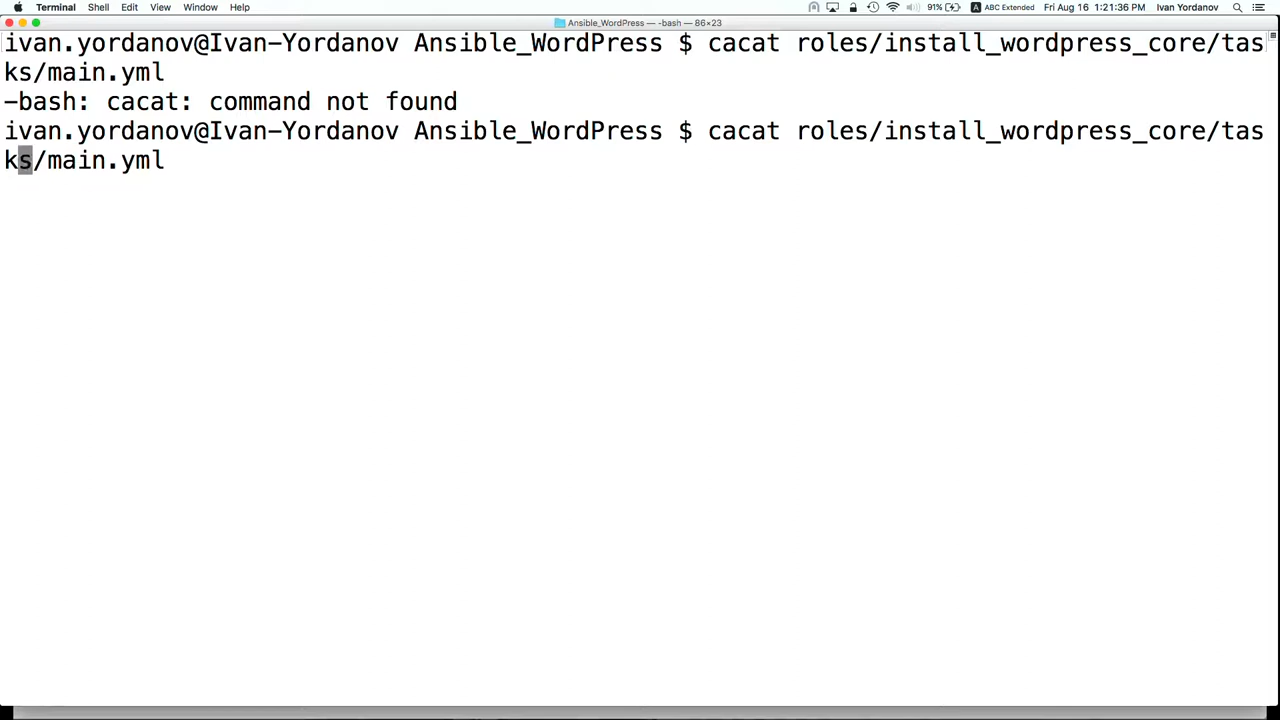 Terminal Shell Edit View Window Help 91% A ABC Extended Fri Aug 16 1:21:36 PM Ivan Yordanov
Ansible_WordPress — -bash — 86×23
ivan.yordanov@Ivan-Yordanov Ansible_WordPress $ cacat roles/install_wordpress_core/tas
ks/main.yml
-bash: cacat: command not found
ivan.yordanov@Ivan-Yordanov Ansible_WordPress $ cacat roles/install_wordpress_core/tas
ks/main.yml